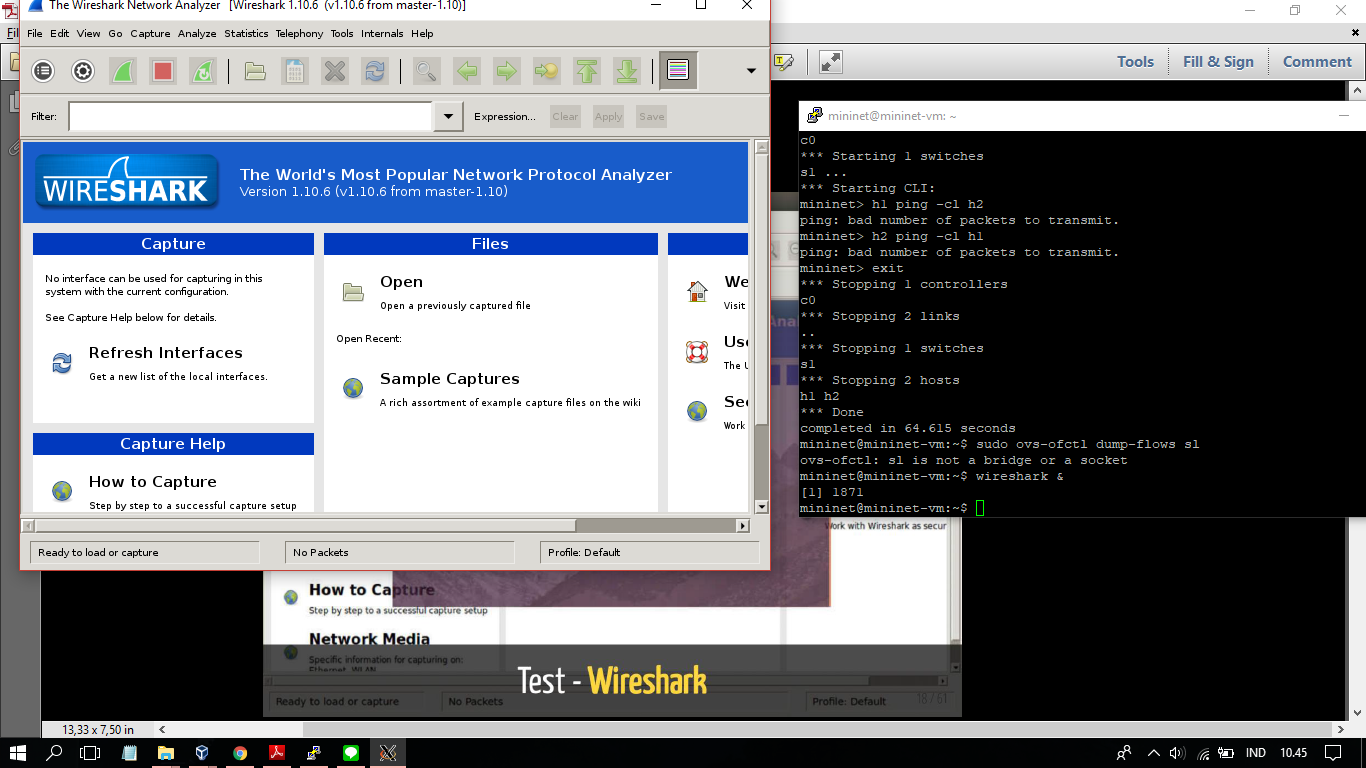 The Wireshark Network Analyzer [Wireshark 1.10.6 (v1.10.6 from master-1.10)]
File Edit View Go Capture Analyze Statistics Telephony Tools Internals Help
Filter:
Expression... Clear Apply Save
WIRESHARK
The World's Most Popular Network Protocol Analyzer
Version 1.10.6 (v1.10.6 from master-1.10)
Capture
No interface can be used for capturing in this
system with the current configuration.
See Capture Help below for details.
Refresh Interfaces
Get a new list of the local interfaces.
Capture Help
How to Capture
Step by step to a successful capture setup
Files
Open
Open a previously captured file
Open Recent:
Sample Captures
A rich assortment of example capture files on the wiki
We
Visit
Use
The U
Sec
Work
Ready to load or capture
No Packets
Profile: Default
Tools
Fill & Sign
Comment
mininet@mininet-vm: ~
c0
*** Starting 1 switches
s1 ...
*** Starting CLI:
mininet> h1 ping -cl h2
ping: bad number of packets to transmit.
mininet> h2 ping -cl h1
ping: bad number of packets to transmit.
mininet> exit
*** Stopping 1 controllers
c0
*** Stopping 2 links
..
*** Stopping 1 switches
s1
*** Stopping 2 hosts
h1 h2
*** Done
completed in 64.615 seconds
mininet@mininet-vm:~$ sudo ovs-ofctl dump-flows sl
ovs-ofctl: sl is not a bridge or a socket
mininet@mininet-vm:~$ wireshark &
[1] 1871
mininet@mininet-vm:~$
Work with Wireshark as secur
How to Capture
Step by step to a successful capture setup
Network Media
Specific information for capturing on:
Ethernet, WLAN
Test - Wireshark
Ready to load or capture
No Packets
Profile: Default
18 / 61
13,33 x 7,50 in
IND
10.45